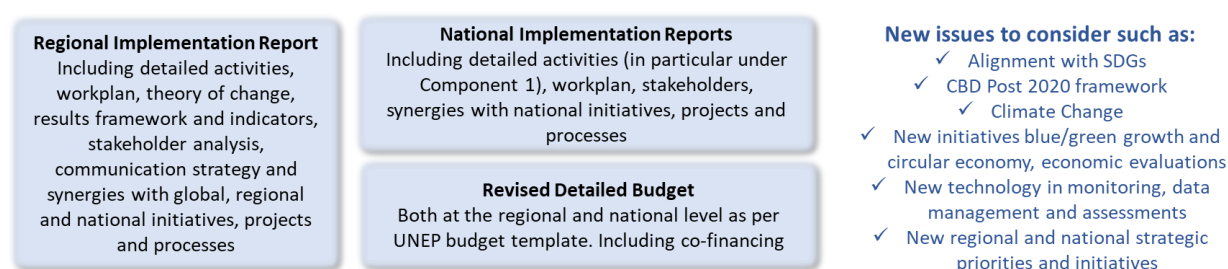 Regional Implementation Report
Including detailed activities,
workplan, theory of change,
results framework and indicators,
stakeholder analysis,
communication strategy and
synergies with global, regional
and national initiatives, projects
and processes
National Implementation Reports
Including detailed activities (in particular under
Component 1), workplan, stakeholders,
synergies with national initiatives, projects and
processes
Revised Detailed Budget
Both at the regional and national level as per
UNEP budget template. Including co-financing
New issues to consider such as:
✓ Alignment with SDGs
✓ CBD Post 2020 framework
✓ Climate Change
✓ New initiatives blue/green growth and
circular economy, economic evaluations
✓ New technology in monitoring, data
management and assessments
✓ New regional and national strategic
priorities and initiatives